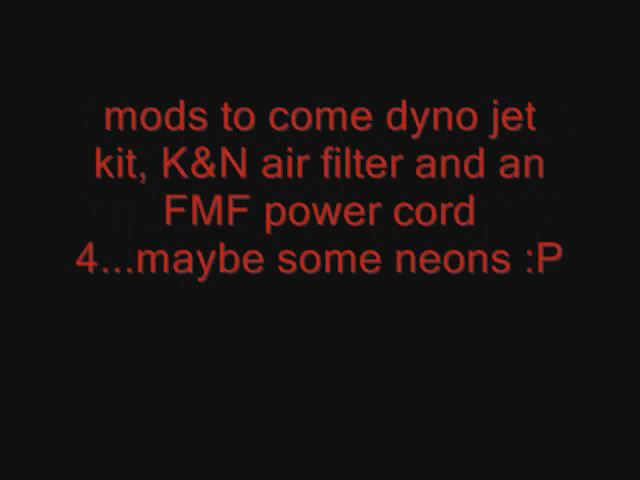 mods to come dyno jet
kit, K&N air filter and an
FMF power cord
4...maybe some neons :P